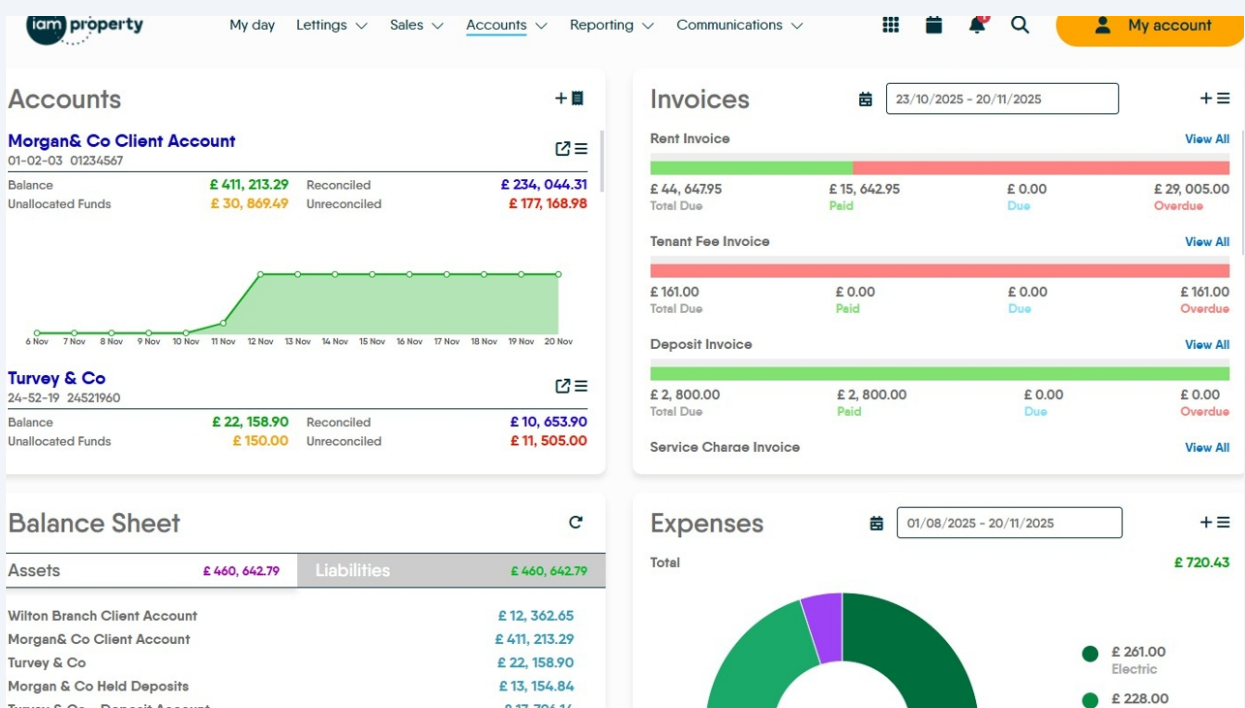 iam property
My day Lettings Sales Accounts Reporting Communications My account
Accounts
Morgan& Co Client Account
01-02-03 01234567
Balance £ 411, 213.29 Reconciled £ 234, 044.31
Unallocated Funds £ 30, 869.49 Unreconciled £ 177, 168.98
6 Nov 7 Nov 8 Nov 9 Nov 10 Nov 11 Nov 12 Nov 13 Nov 14 Nov 15 Nov 16 Nov 17 Nov 18 Nov 19 Nov 20 Nov
Turvey & Co
24-52-19 24521960
Balance £ 22, 158.90 Reconciled £ 10, 653.90
Unallocated Funds £ 150.00 Unreconciled £ 11, 505.00
Invoices 23/10/2025 - 20/11/2025
Rent Invoice View All
£ 44, 647.95 £ 15, 642.95 £ 0.00 £ 29, 005.00
Total Due Paid Due Overdue
Tenant Fee Invoice View All
£ 161.00 £ 0.00 £ 0.00 £ 161.00
Total Due Paid Due Overdue
Deposit Invoice View All
£ 2, 800.00 £ 2, 800.00 £ 0.00 £ 0.00
Total Due Paid Due Overdue
Service Charge Invoice View All
Balance Sheet
Assets £ 460, 642.79 Liabilities £ 460, 642.79
Wilton Branch Client Account £ 12, 362.65
Morgan& Co Client Account £ 411, 213.29
Turvey & Co £ 22, 158.90
Morgan & Co Held Deposits £ 13, 154.84
Turvey & Co - Deposit Account
Expenses 01/08/2025 - 20/11/2025
Total £ 720.43
£ 261.00
Electric
£ 228.00